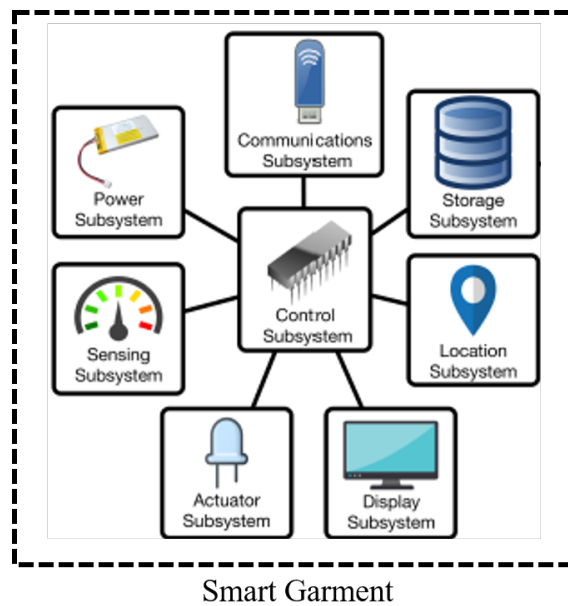 Communications
Subsystem
Power
Subsystem
Storage
Subsystem
Control
Subsystem
Sensing
Subsystem
Location
Subsystem
Actuator
Subsystem
Display
Subsystem
Smart Garment